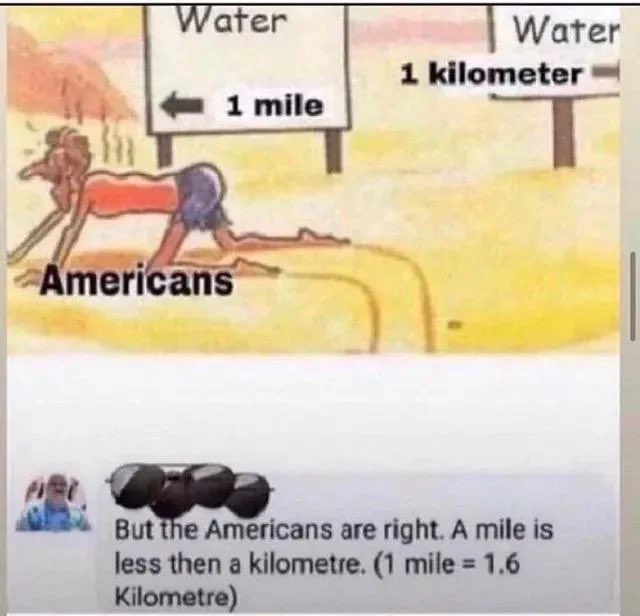 Water
← 1 mile
Water
1 kilometer
Americans
But the Americans are right. A mile is
less then a kilometre. (1 mile = 1.6
Kilometre)